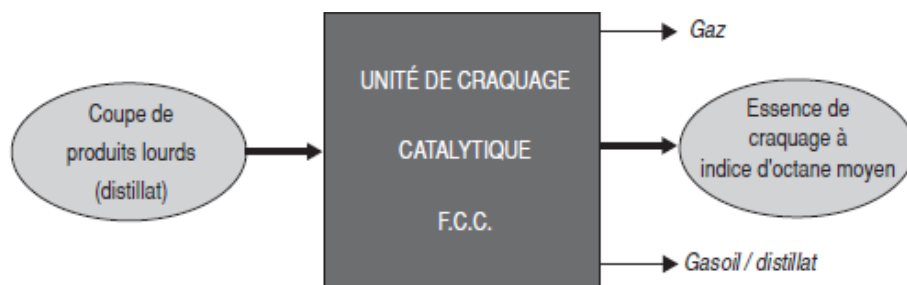 Coupe de
produits lourds
(distillat)
UNITÉ DE CRAQUAGE
CATALYTIQUE
F.C.C.
Gaz
Essence de
craquage à
indice d'octane moyen
Gasoil / distillat